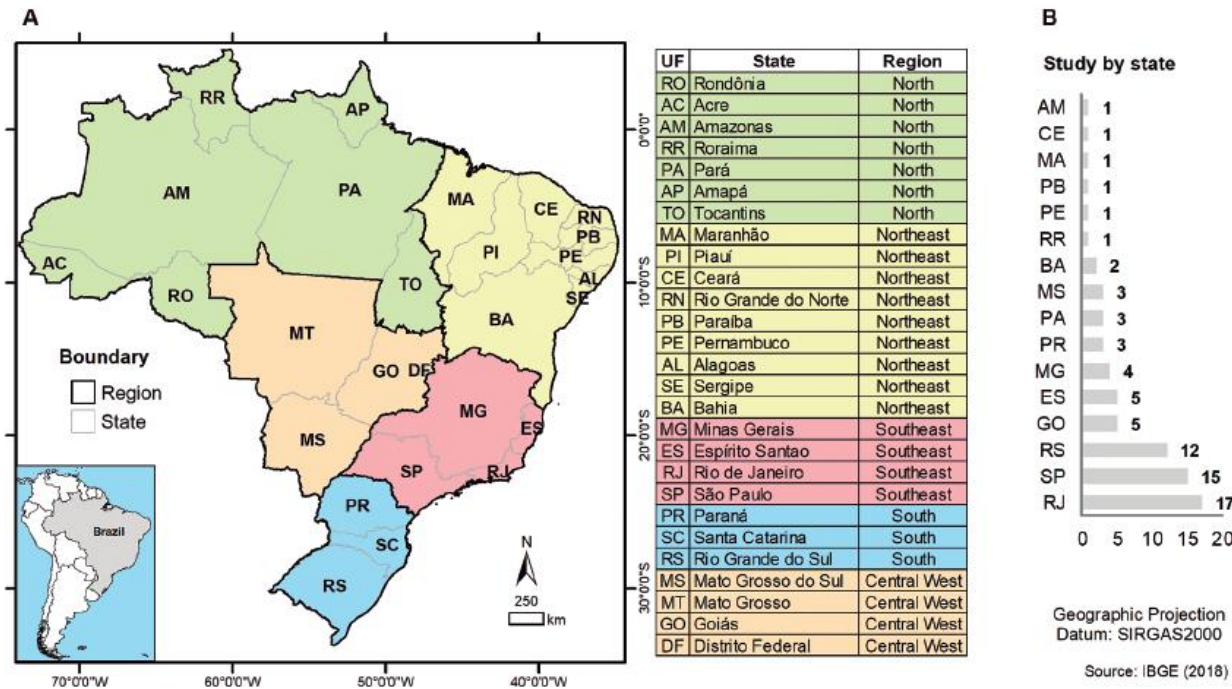 A
RR
AP
AM
PA
MA
CE
RN
PB
PI
PE
AL
SE
AC
RO
TO
BA
MT
GO
DF
MG
ES
MS
SP
RJ
PR
SC
RS
Boundary
Region
State
Brazil
N
250
km
70°0'0"W
60°0'0"W
50°0'0"W
40°0'0"W
0°0'0"
10°0'0"S
20°0'0"S
30°0'0"S
UF State Region
RO Rondônia North
AC Acre North
AM Amazonas North
RR Roraima North
PA Pará North
AP Amapá North
TO Tocantins North
MA Maranhão Northeast
PI Piauí Northeast
CE Ceará Northeast
RN Rio Grande do Norte Northeast
PB Paraíba Northeast
PE Pernambuco Northeast
AL Alagoas Northeast
SE Sergipe Northeast
BA Bahia Northeast
MG Minas Gerais Southeast
ES Espírito Santao Southeast
RJ Rio de Janeiro Southeast
SP São Paulo Southeast
PR Paraná South
SC Santa Catarina South
RS Rio Grande do Sul South
MS Mato Grosso do Sul Central West
MT Mato Grosso Central West
GO Goiás Central West
DF Distrito Federal Central West
B
Study by state
AM 1
CE 1
MA 1
PB 1
PE 1
RR 1
BA 2
MS 3
PA 3
PR 3
MG 4
ES 5
GO 5
RS 12
SP 15
RJ 17
0 5 10 15 20
Geographic Projection
Datum: SIRGAS2000
Source: IBGE (2018)